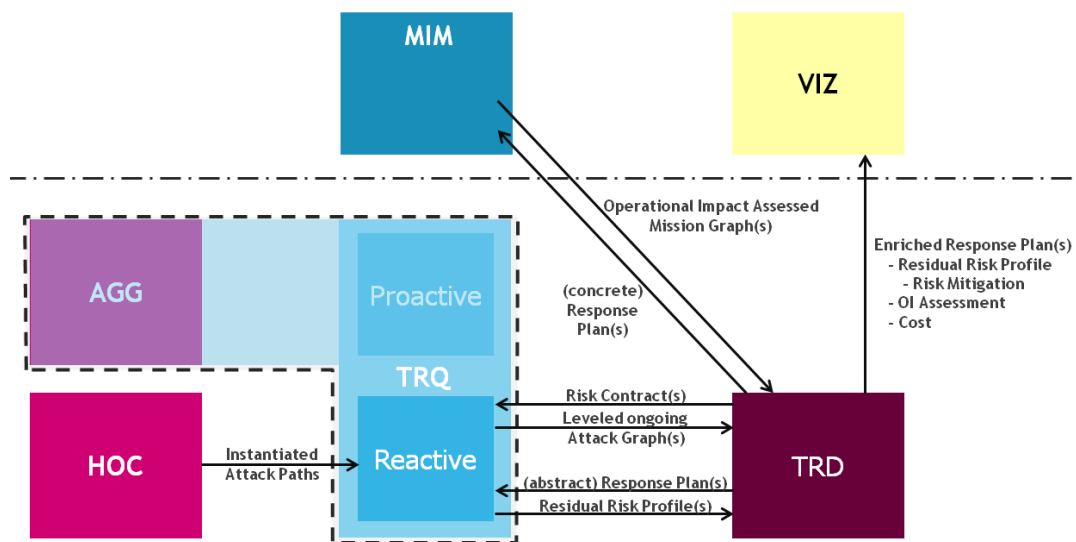 MIM
VIZ
Operational Impact Assessed
Mission Graph(s)
Enriched Response Plan(s)
- Residual Risk Profile
- Risk Mitigation
- OI Assessment
- Cost
AGG
Proactive
(concrete)
Response
Plan(s)
TRQ
Risk Contract(s)
Leveled ongoing
Attack Graph(s)
HOC
Instantiated
Attack Paths
Reactive
(abstract) Response Plan(s)
Residual Risk Profile(s)
TRD